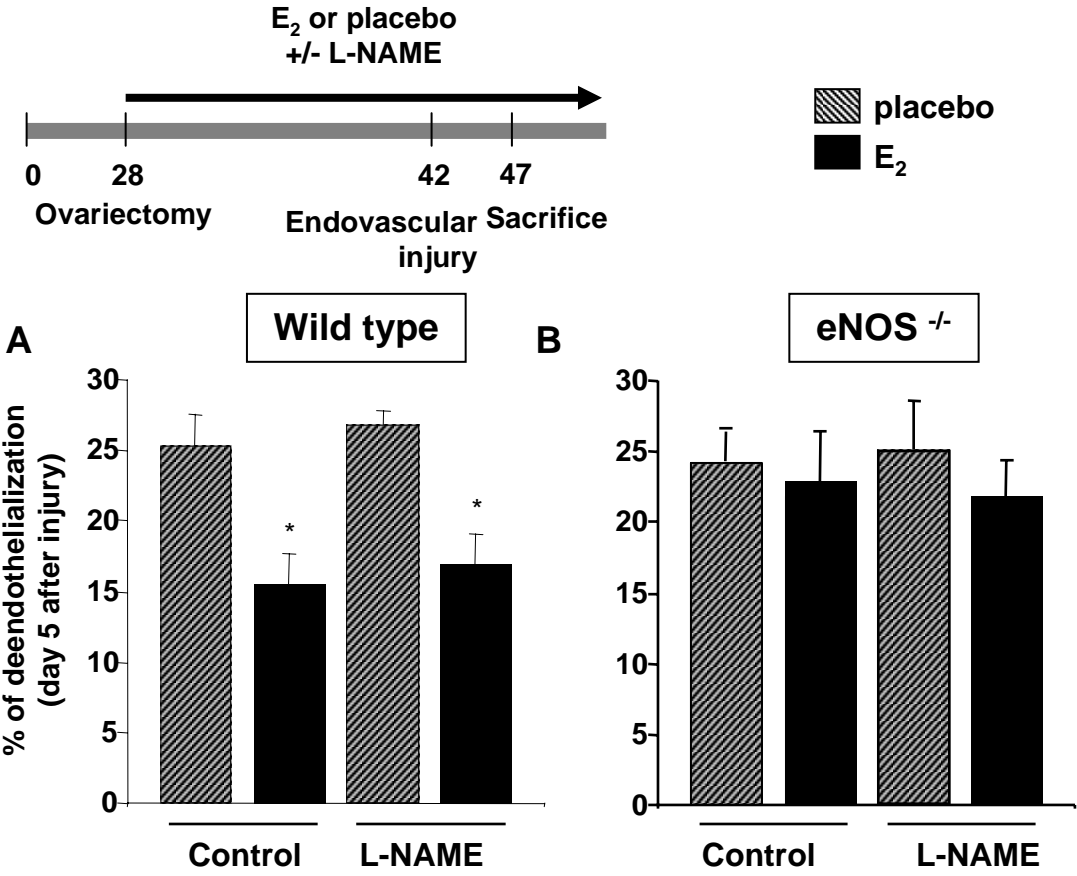 E2 or placebo
+/- L-NAME
placebo
E2
0 28 42 47
Ovariectomy
Endovascular
injury
Sacrifice
A
Wild type
% of deendothelialization
(day 5 after injury)
30
25
20
15
10
5
0
*
*
Control L-NAME
B
eNOS -/-
30
25
20
15
10
5
0
Control L-NAME